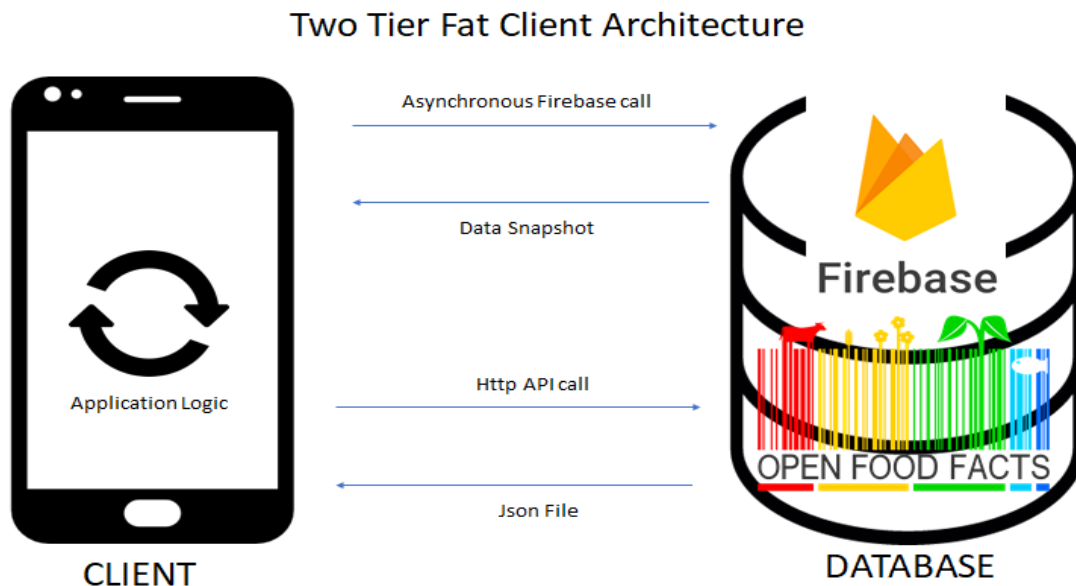 Two Tier Fat Client Architecture
Asynchronous Firebase call
Data Snapshot
Firebase
Application Logic
Http API call
OPEN FOOD FACTS
Json File
CLIENT
DATABASE